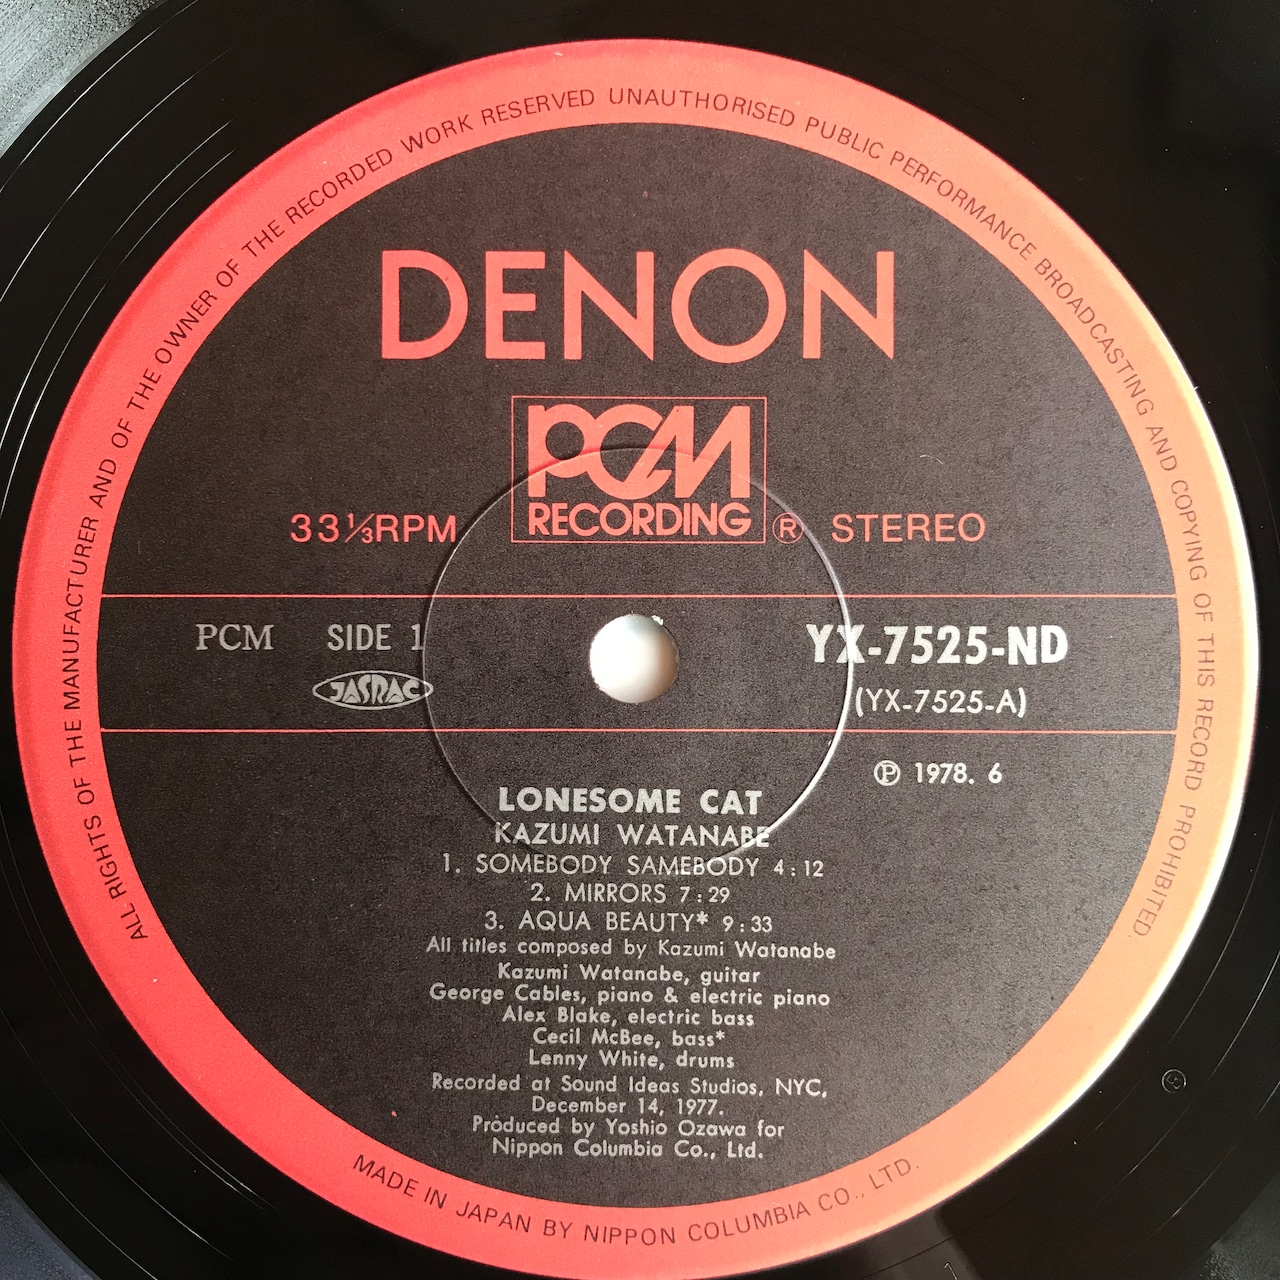 ALL RIGHTS OF THE MANUFACTURER AND OF THE OWNER OF THE RECORDED WORK RESERVED UNAUTHORISED PUBLIC PERFORMANCE BROADCASTING AND COPYING OF THIS RECORD PROHIBITED.
DENON
PCM
RECORDING
33⅓RPM ® STEREO
PCM SIDE 1 YX-7525-ND
JASRAC (YX-7525-A)
℗ 1978. 6
LONESOME CAT
KAZUMI WATANABE
1. SOMEBODY SAMEBODY 4:12
2. MIRRORS 7:29
3. AQUA BEAUTY* 9:33
All titles composed by Kazumi Watanabe
Kazumi Watanabe, guitar
George Cables, piano & electric piano
Alex Blake, electric bass
Cecil McBee, bass*
Lenny White, drums
Recorded at Sound Ideas Studios, NYC,
December 14, 1977.
Produced by Yoshio Ozawa for
Nippon Columbia Co., Ltd.
MADE IN JAPAN BY NIPPON COLUMBIA CO., LTD.